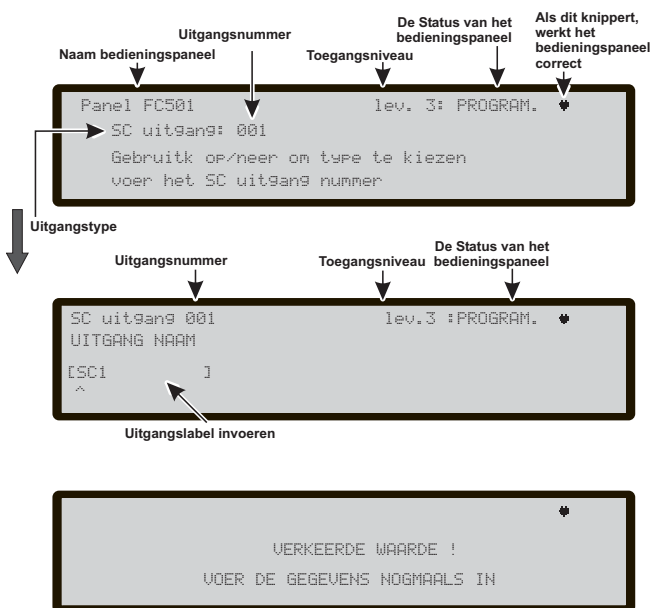 Naam bedieningspaneel
Uitgangsnummer
Toegangsniveau
De Status van het
bedieningspaneel
Als dit knippert,
werkt het
bedieningspaneel
correct
Panel FC501 lev. 3: PROGRAM.
SC uitgang: 001
Gebruitk op/neer om type te kiezen
voer het SC uitgang nummer
Uitgangstype
Uitgangsnummer
Toegangsniveau
De Status van het
bedieningspaneel
SC uitgang 001 lev.3 :PROGRAM.
UITGANG NAAM
[SC1 ]
^
Uitgangslabel invoeren
VERKEERDE WAARDE !
VOER DE GEGEVENS NOGMAALS IN